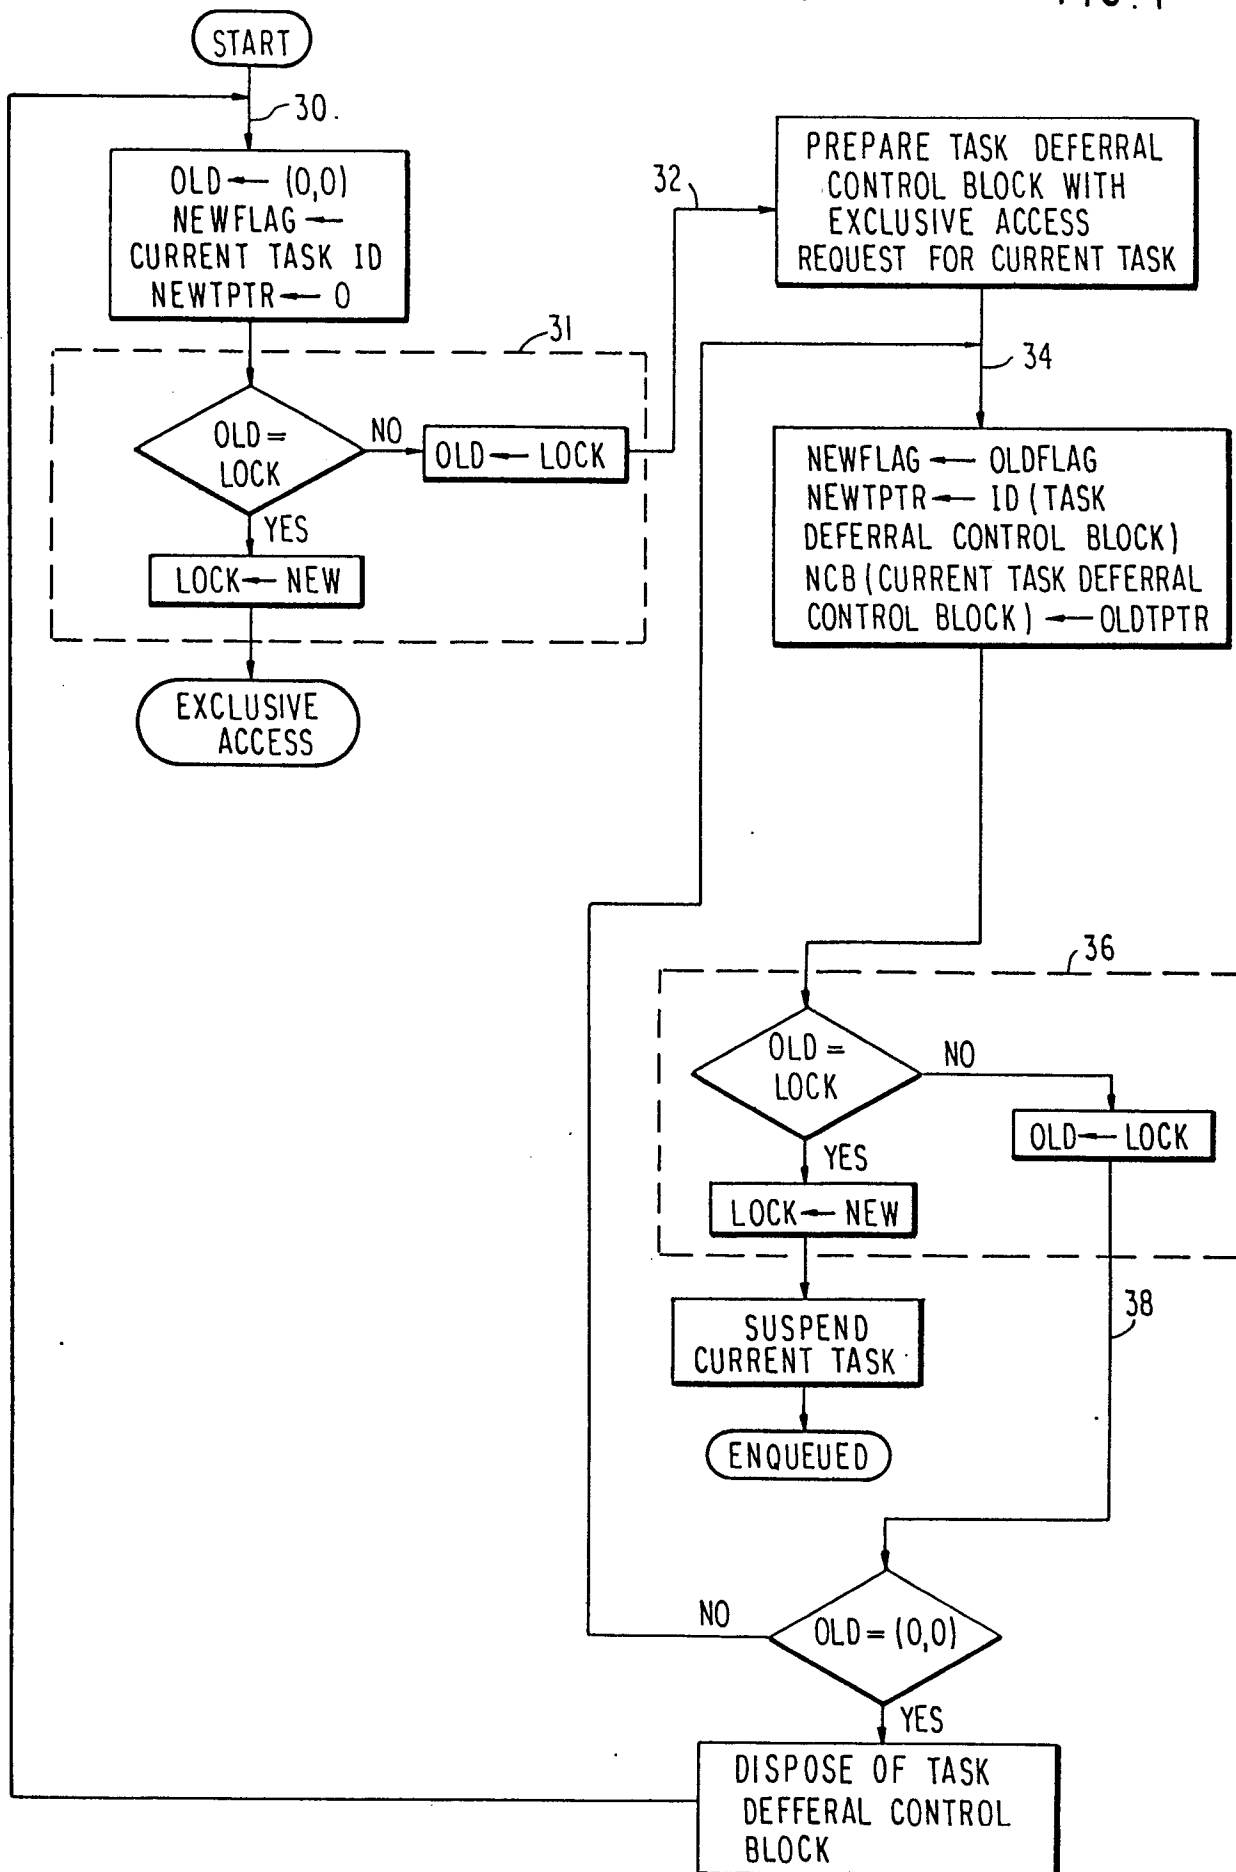 START
30.
OLD ← (0,0)
NEWFLAG ←
CURRENT TASK ID
NEWTPTR ← 0
31
OLD =
LOCK
NO
OLD ← LOCK
YES
LOCK ← NEW
EXCLUSIVE
ACCESS
32
PREPARE TASK DEFERRAL
CONTROL BLOCK WITH
EXCLUSIVE ACCESS
REQUEST FOR CURRENT TASK
34
NEWFLAG ← OLDFLAG
NEWTPTR ← ID (TASK
DEFERRAL CONTROL BLOCK)
NCB (CURRENT TASK DEFERRAL
CONTROL BLOCK) ← OLDTPTR
36
OLD =
LOCK
NO
OLD ← LOCK
YES
LOCK ← NEW
38
SUSPEND
CURRENT TASK
ENQUEUED
OLD = (0,0)
NO
YES
DISPOSE OF TASK
DEFFERAL CONTROL
BLOCK